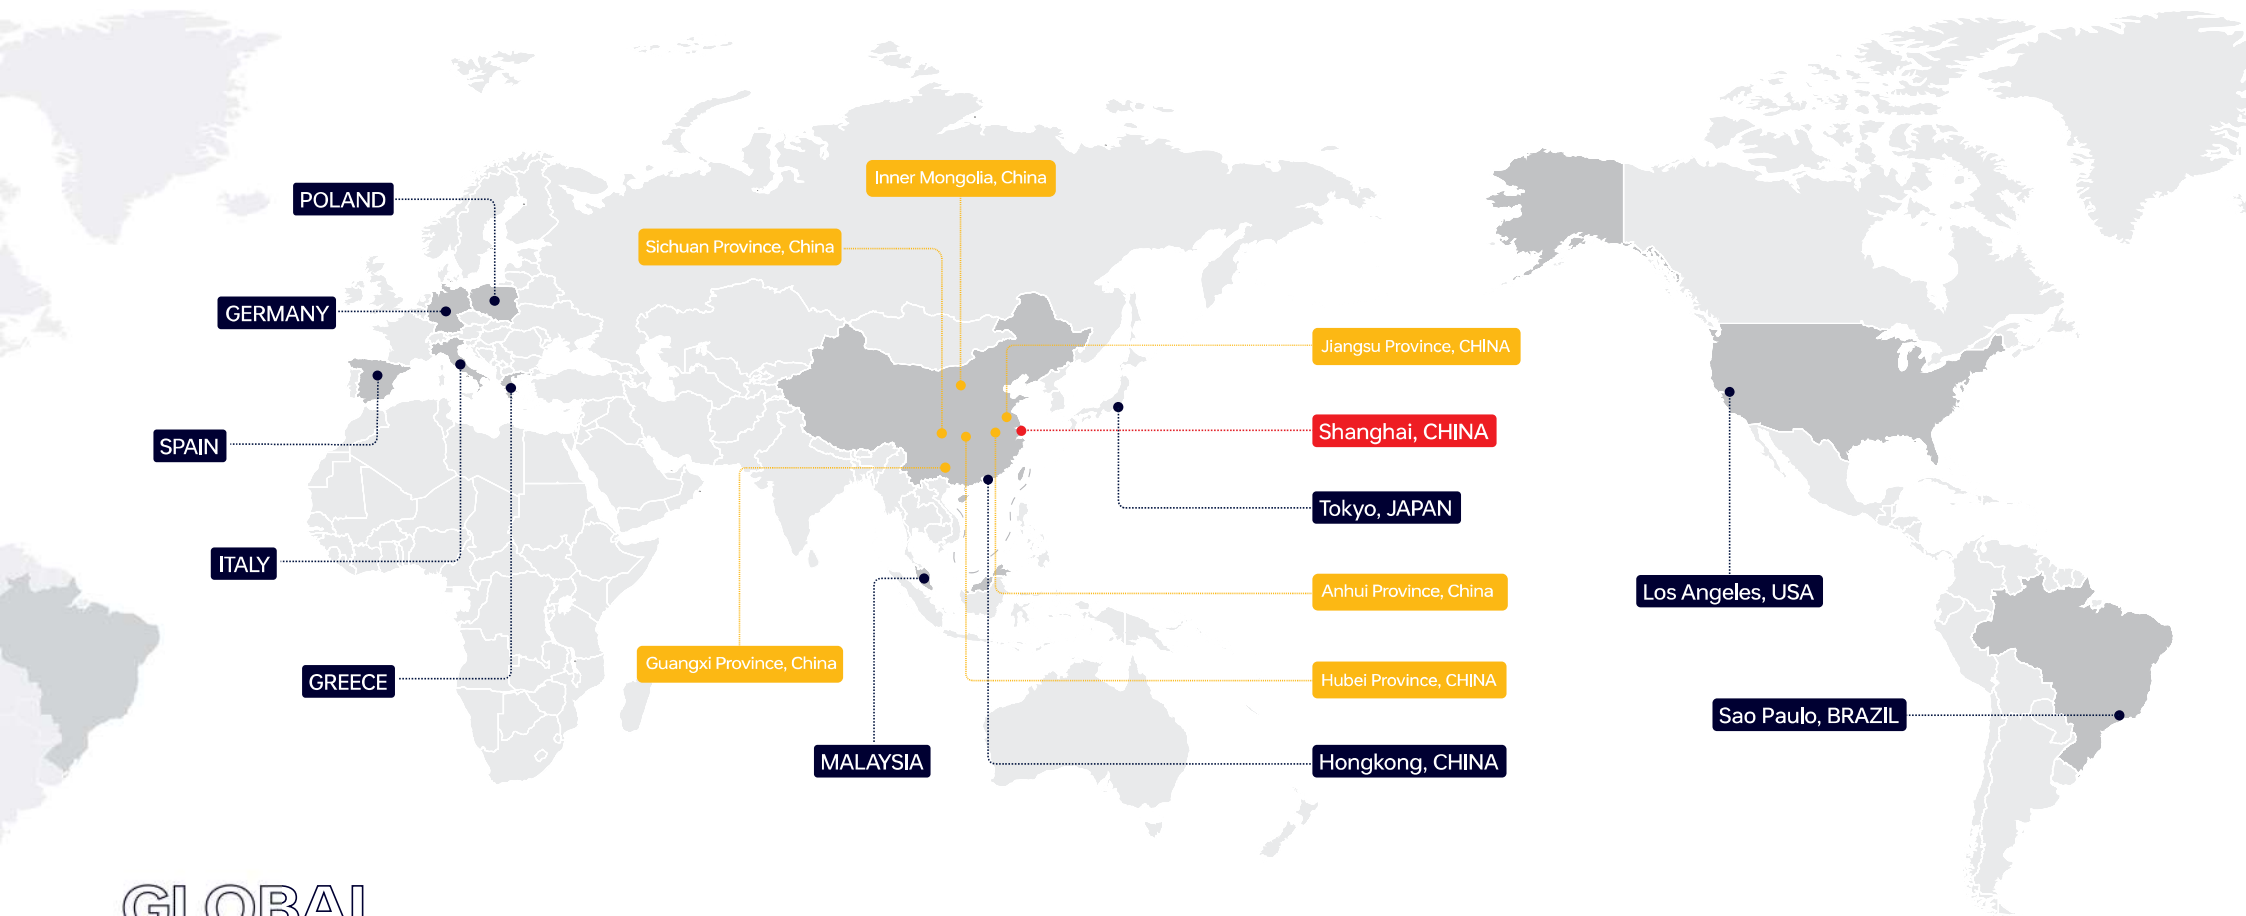 Inner Mongolia, China
POLAND
Sichuan Province, China
GERMANY
Jiangsu Province, CHINA
Shanghai, CHINA
SPAIN
Tokyo, JAPAN
ITALY
Anhui Province, China
Los Angeles, USA
Guangxi Province, China
GREECE
Hubei Province, CHINA
Sao Paulo, BRAZIL
MALAYSIA
Hongkong, CHINA
GLOBAL